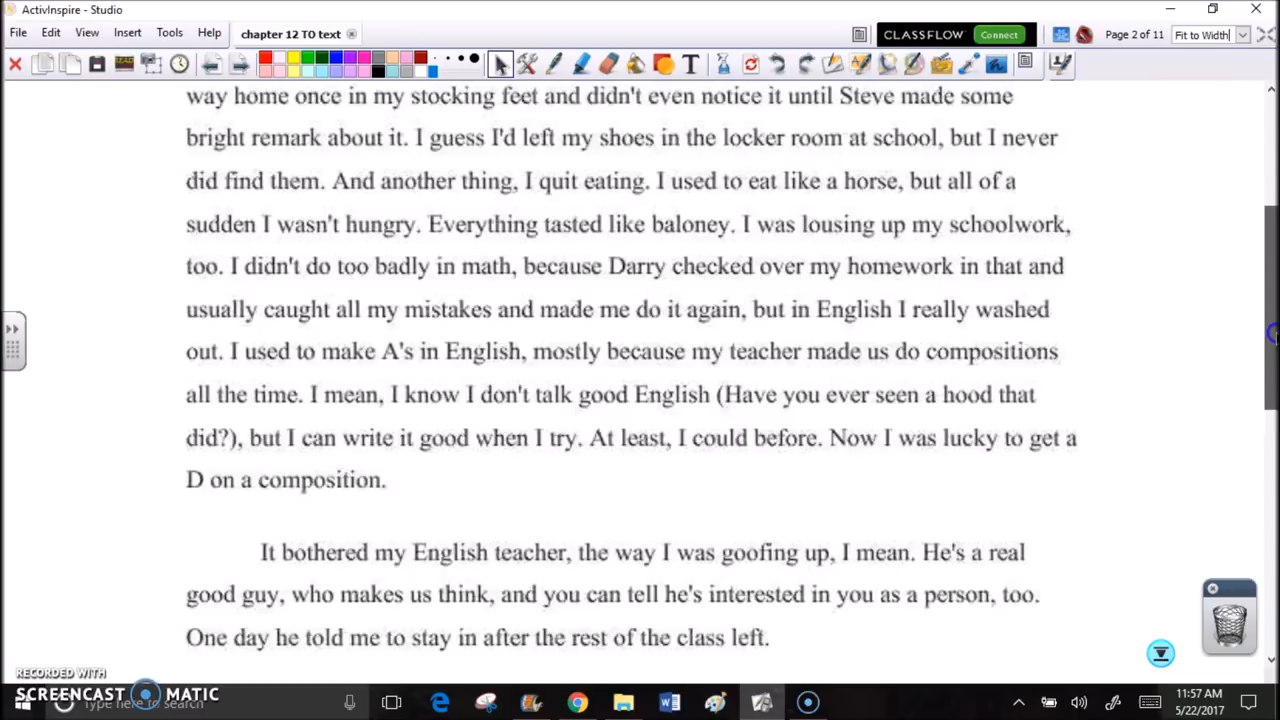 ActivInspire - Studio
File Edit View Insert Tools Help
chapter 12 TO text
CLASSFLOW Connect
Page 2 of 11
Fit to Width
way home once in my stocking feet and didn't even notice it until Steve made some
bright remark about it. I guess I'd left my shoes in the locker room at school, but I never
did find them. And another thing, I quit eating. I used to eat like a horse, but all of a
sudden I wasn't hungry. Everything tasted like baloney. I was lousing up my schoolwork,
too. I didn't do too badly in math, because Darry checked over my homework in that and
usually caught all my mistakes and made me do it again, but in English I really washed
out. I used to make A's in English, mostly because my teacher made us do compositions
all the time. I mean, I know I don't talk good English (Have you ever seen a hood that
did?), but I can write it good when I try. At least, I could before. Now I was lucky to get a
D on a composition.
It bothered my English teacher, the way I was goofing up, I mean. He's a real
good guy, who makes us think, and you can tell he's interested in you as a person, too.
One day he told me to stay in after the rest of the class left.
RECORDED WITH
SCREENCAST MATIC
Type here to search
11:57 AM
5/22/2017